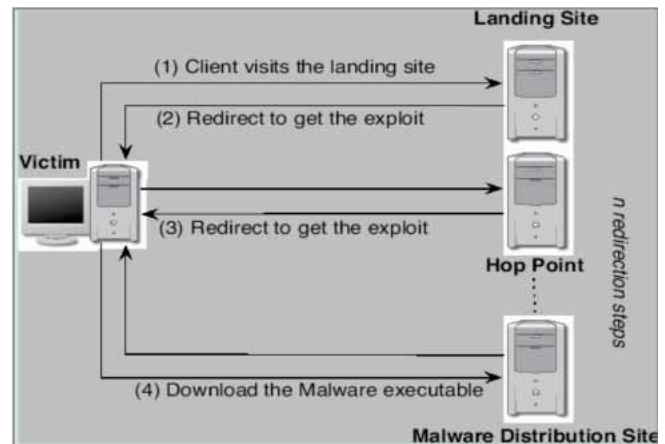 Landing Site
(1) Client visits the landing site
(2) Redirect to get the exploit
Victim
(3) Redirect to get the exploit
Hop Point
n redirection steps
(4) Download the Malware executable
Malware Distribution Site